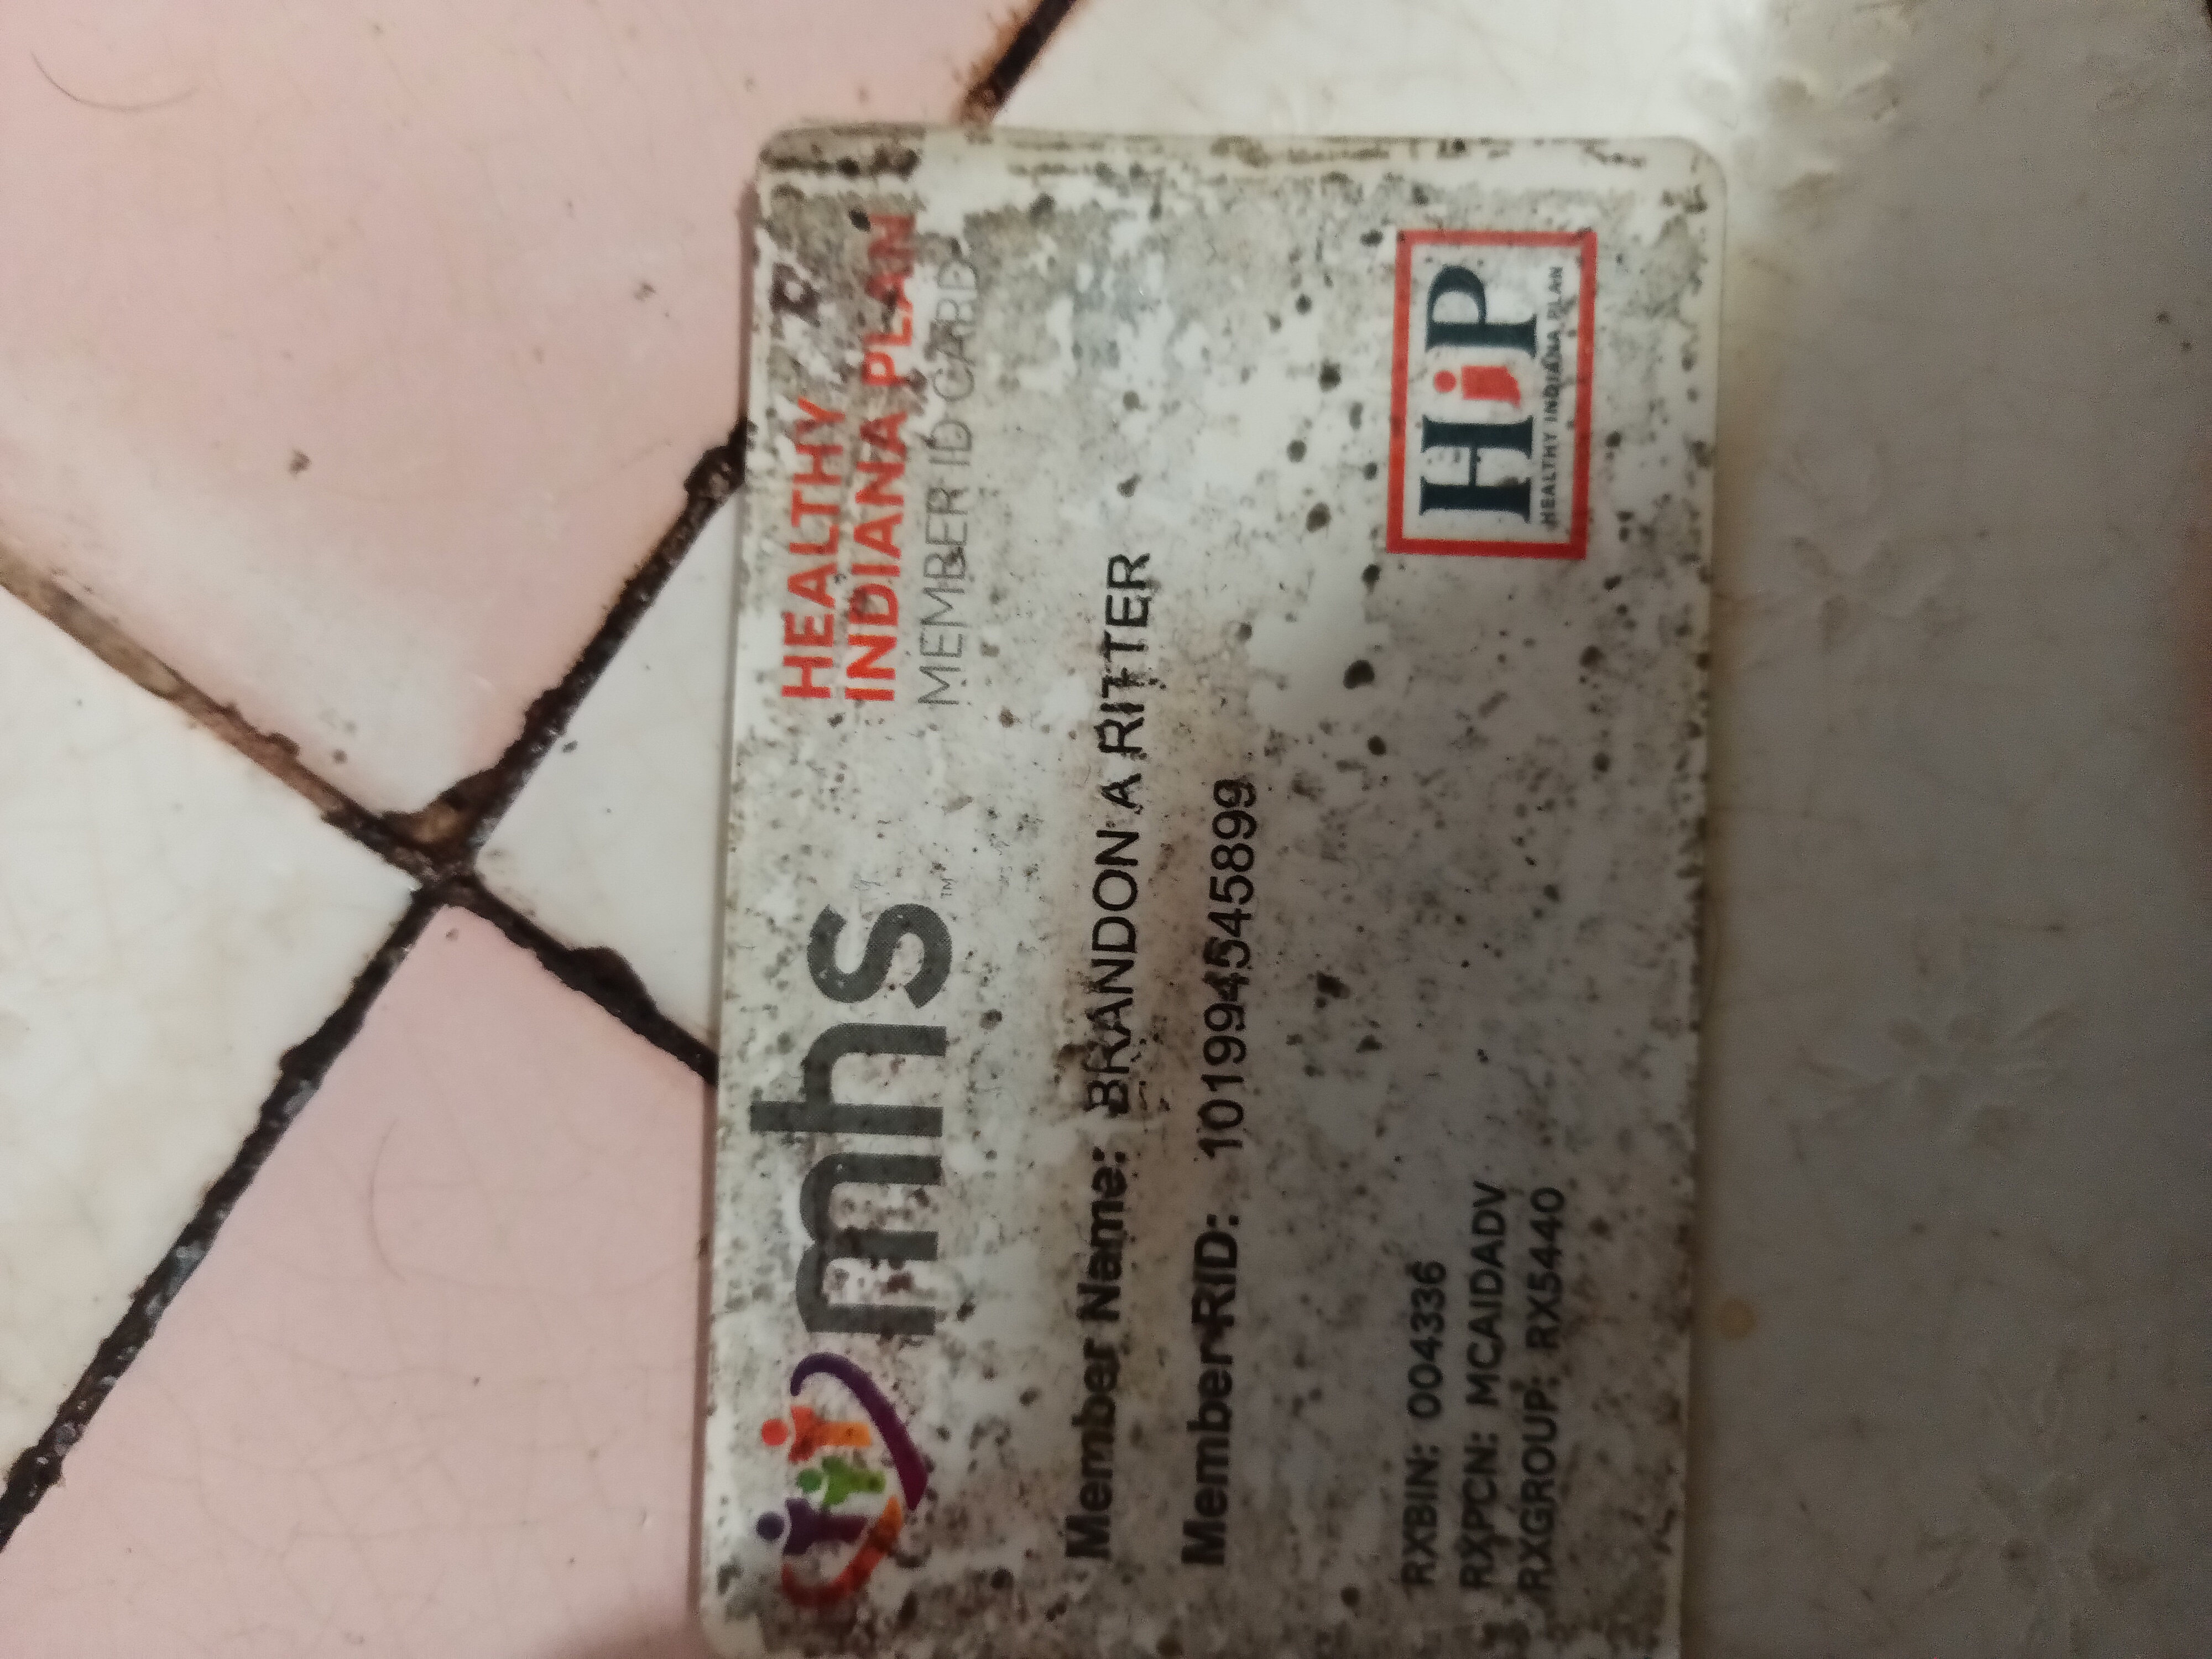 mhs™
HEALTHY
INDIANA PLAN
MEMBER ID CARD
Member Name: BRANDON A RITTER
Member RID: 101994545899
RXBIN: 004336
RXPCN: MCAIDADV
RXGROUP: RX5440
HiP
HEALTHY INDIANA PLAN